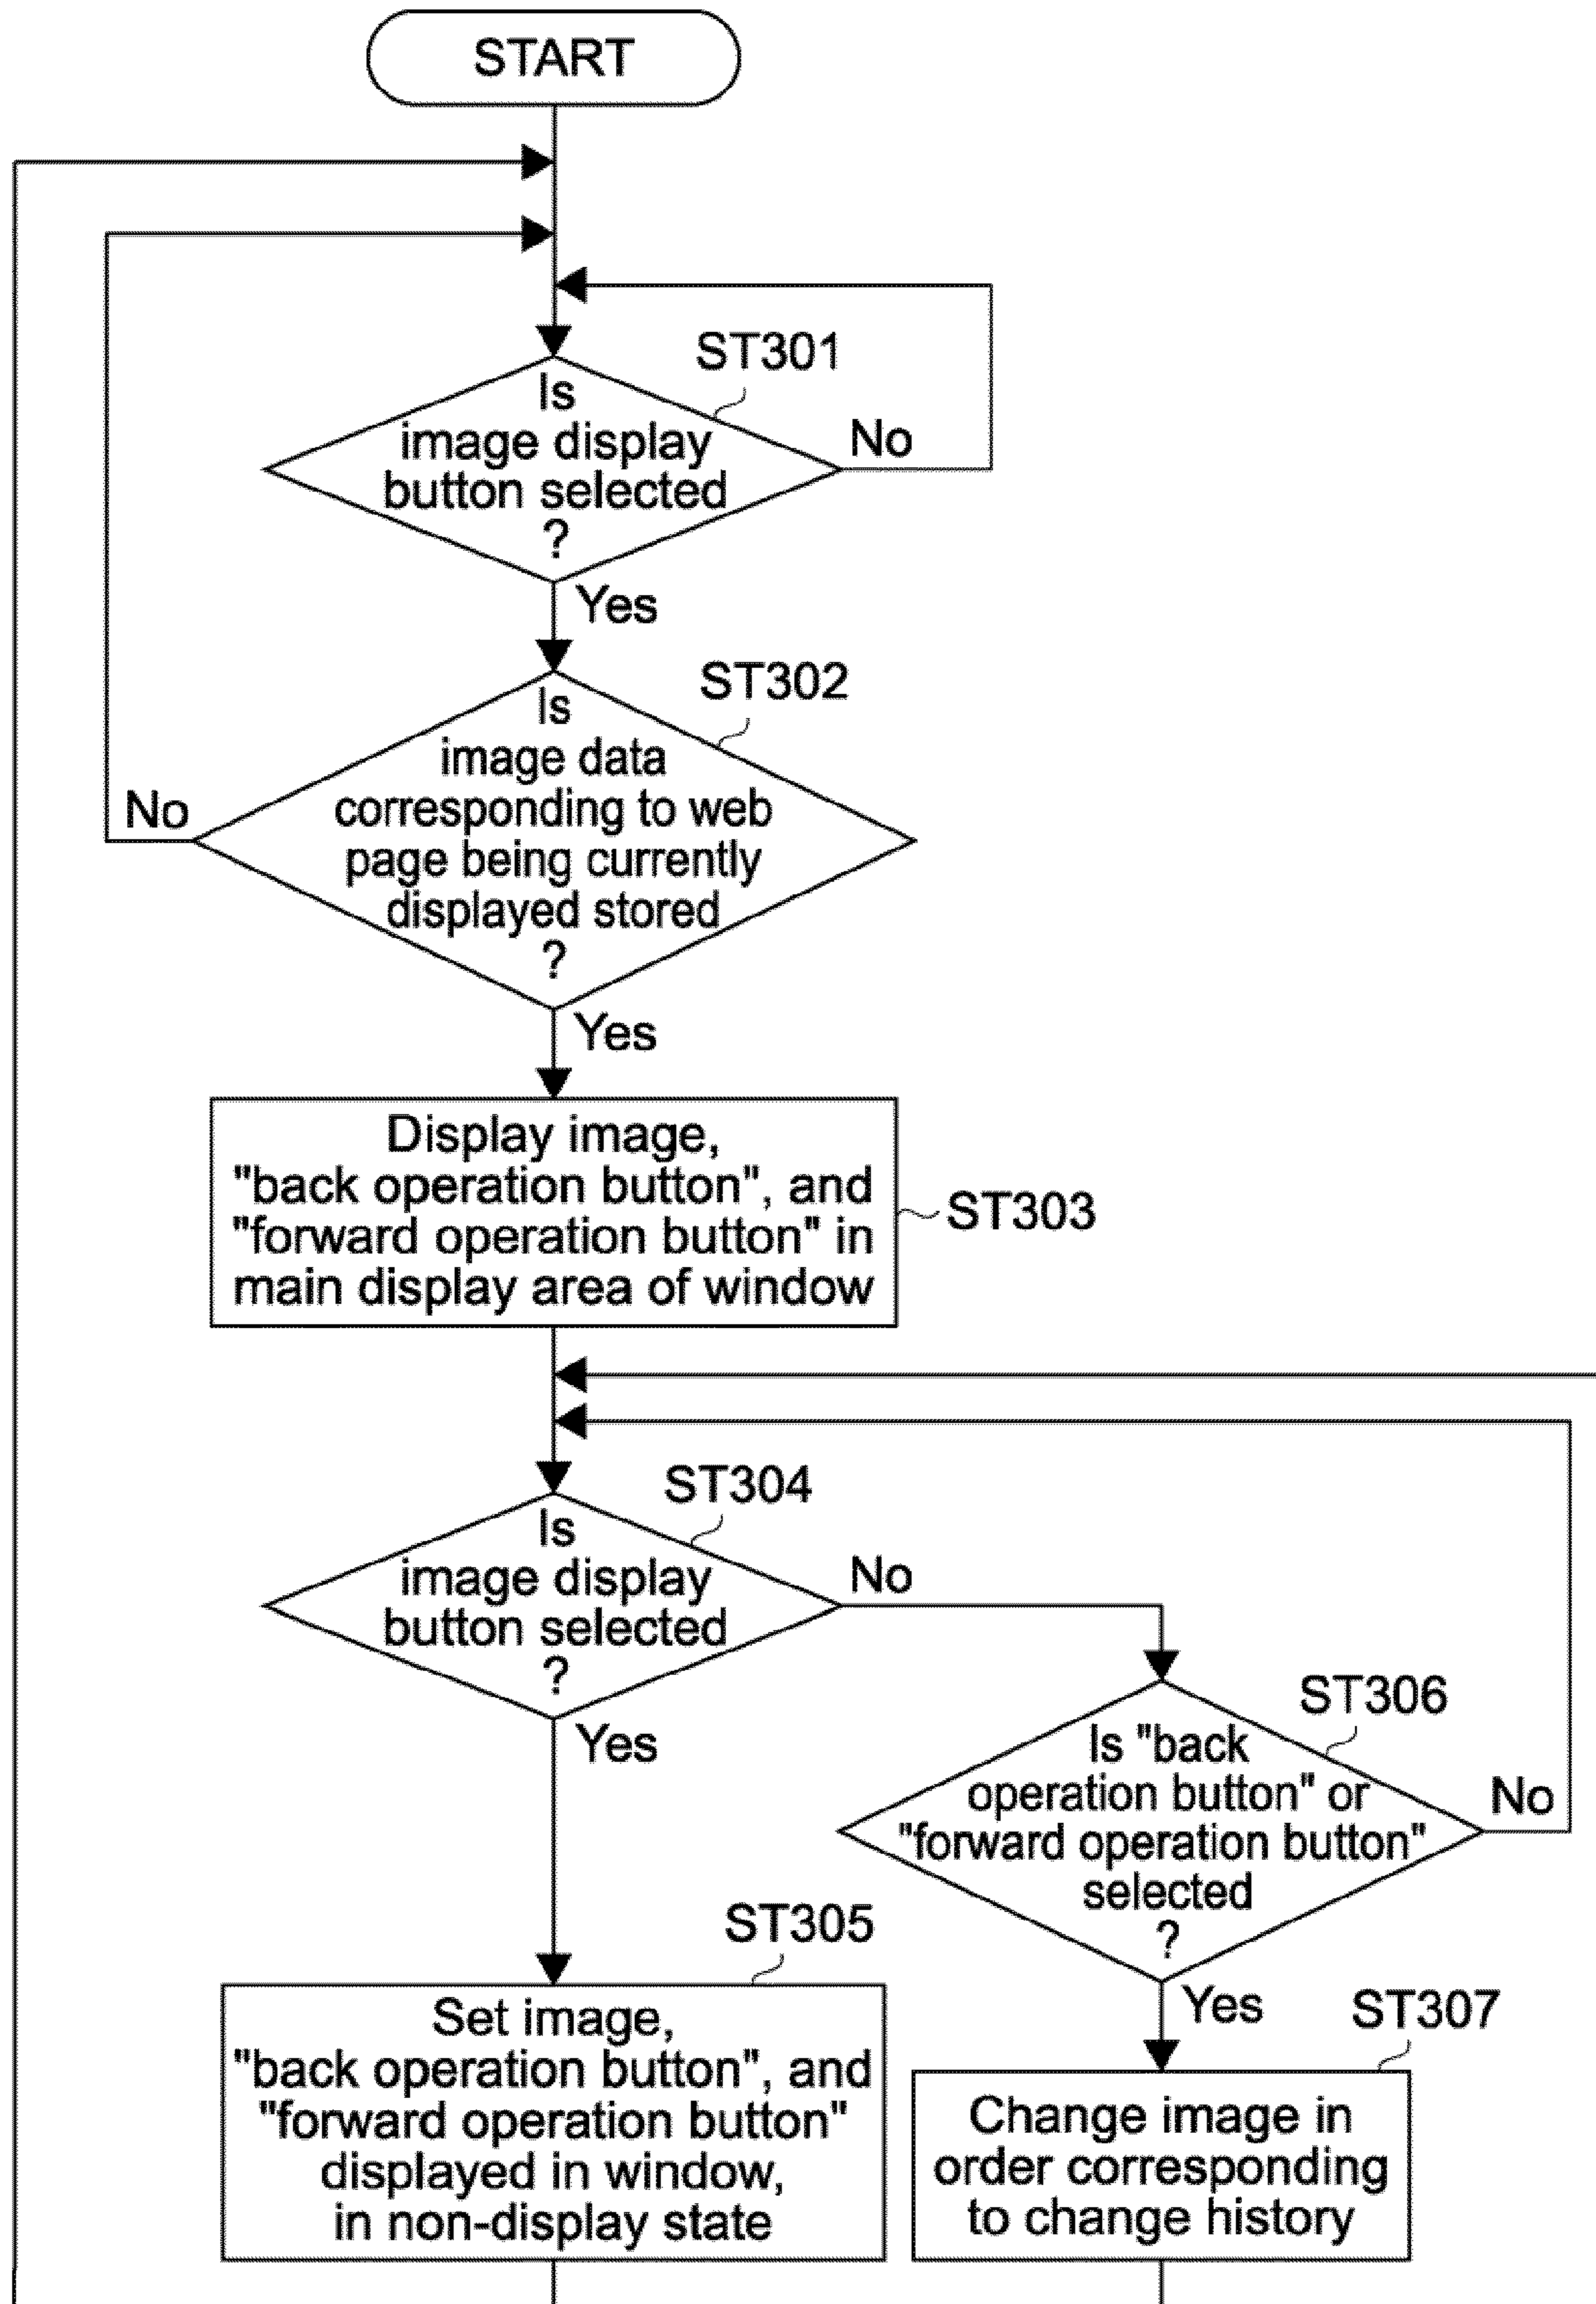 START
ST301
Is
image display
button selected
?
No
Yes
ST302
Is
image data
corresponding to web
page being currently
displayed stored
?
No
Yes
Display image,
"back operation button", and
"forward operation button" in
main display area of window
ST303
ST304
Is
image display
button selected
?
No
Yes
ST306
Is "back
operation button" or
"forward operation button"
selected
?
No
Yes
ST305
Set image,
"back operation button", and
"forward operation button"
displayed in window,
in non-display state
ST307
Change image in
order corresponding
to change history